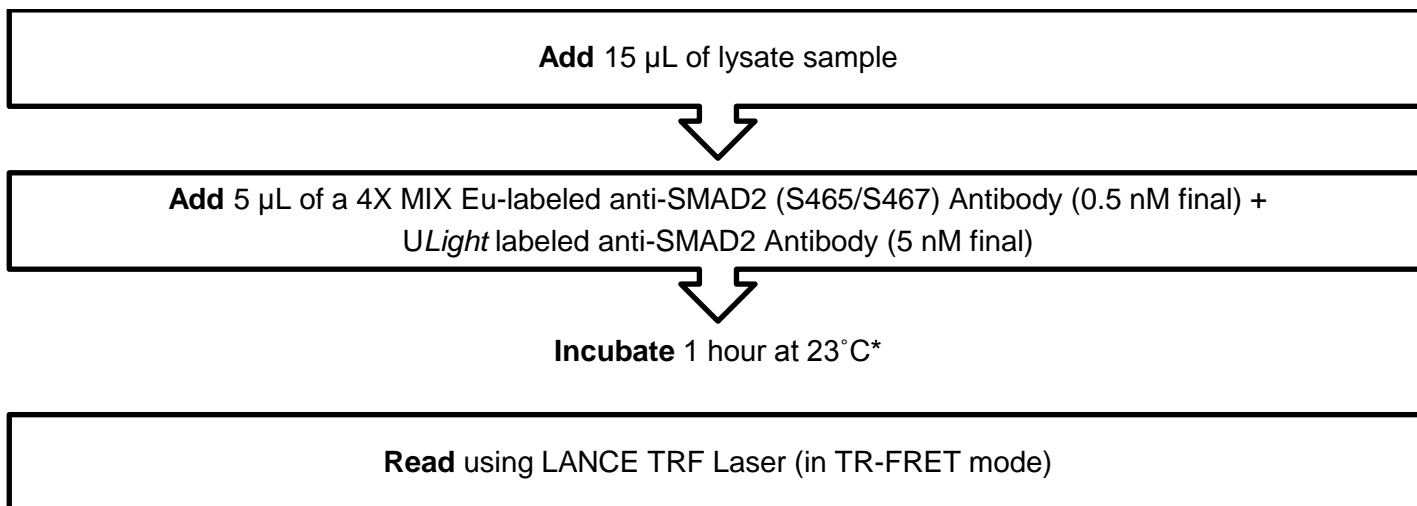 Add 15 µL of lysate sample
Add 5 µL of a 4X MIX Eu-labeled anti-SMAD2 (S465/S467) Antibody (0.5 nM final) +
ULight labeled anti-SMAD2 Antibody (5 nM final)
Incubate 1 hour at 23˚C*
Read using LANCE TRF Laser (in TR-FRET mode)